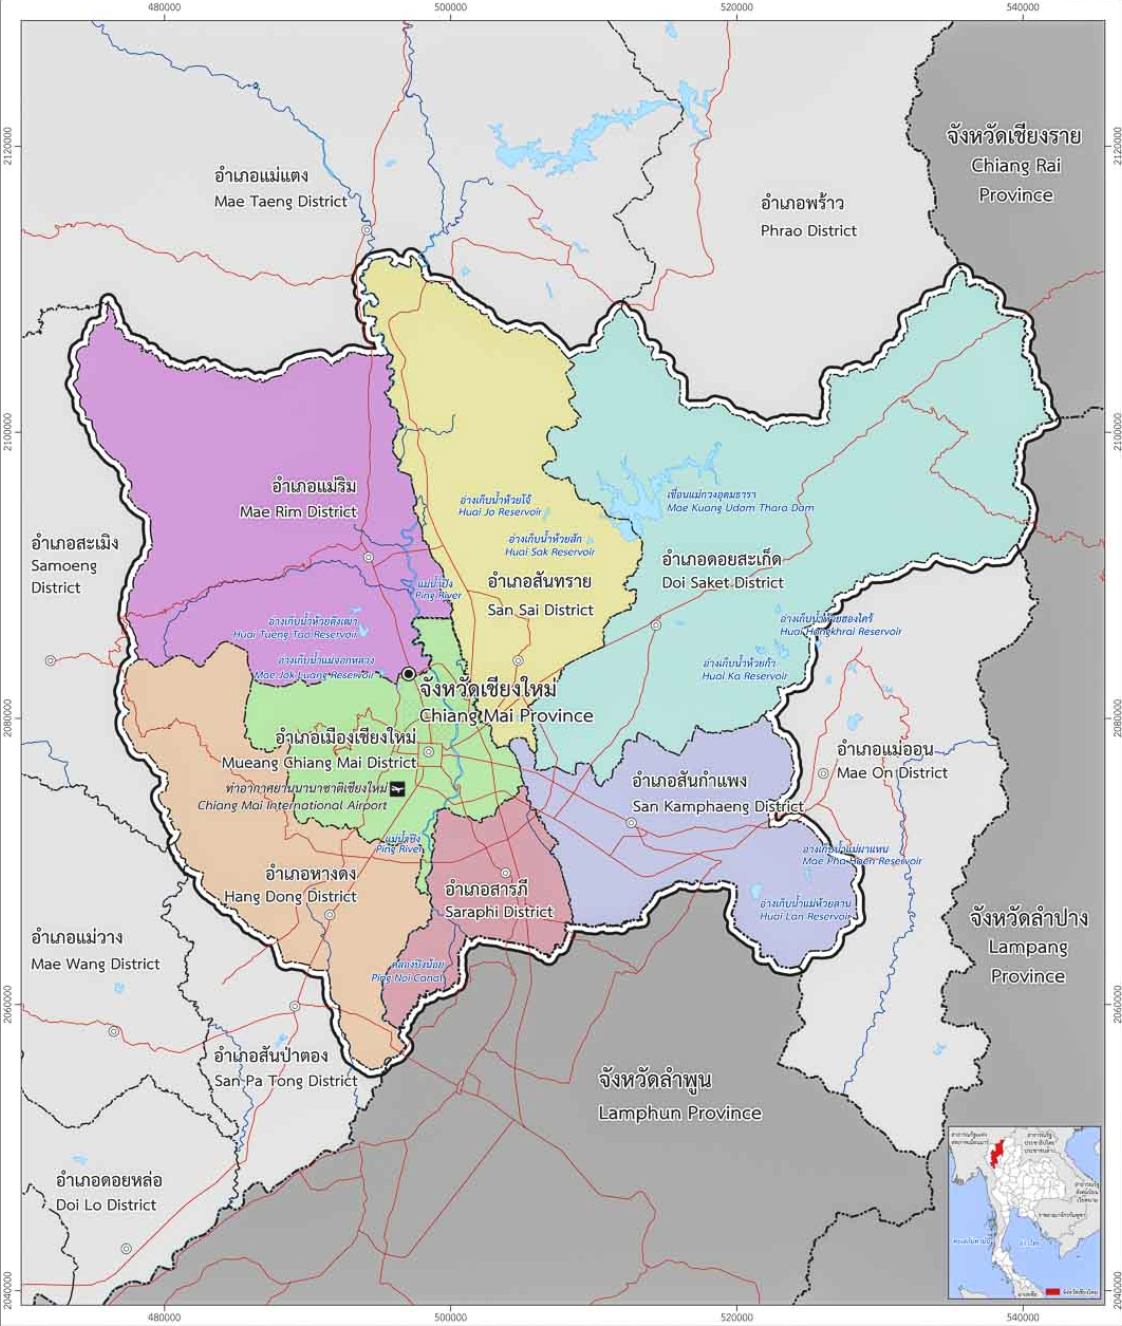 480000
500000
520000
540000
2120000
2120000
จังหวัดเชียงราย
Chiang Rai
Province
อำเภอแม่แตง
Mae Taeng District
อำเภอพร้าว
Phrao District
2100000
2100000
อำเภอแม่ริม
Mae Rim District
อ่างเก็บน้ำห้วยโจ้
Huai Jo Reservoir
เขื่อนแม่กวงอุดมธารา
Mae Kuang Udom Thara Dam
อำเภอสะเมิง
Samoeng
District
อ่างเก็บน้ำห้วยสัก
Huai Sak Reservoir
อำเภอดอยสะเก็ด
Doi Saket District
แม่น้ำปิง
Ping River
อำเภอสันทราย
San Sai District
อ่างเก็บน้ำห้วยตึงเฒ่า
Huai Tueng Tao Reservoir
อ่างเก็บน้ำห้วยฮ่องไคร้
Huai Hongkhrai Reservoir
อ่างเก็บน้ำแม่จอกหลวง
Mae Jok Luang Reservoir
อ่างเก็บน้ำห้วยก้า
Huai Ka Reservoir
จังหวัดเชียงใหม่
Chiang Mai Province
2080000
2080000
อำเภอเมืองเชียงใหม่
Mueang Chiang Mai District
อำเภอแม่ออน
Mae On District
ท่าอากาศยานนานาชาติเชียงใหม่
Chiang Mai International Airport
อำเภอสันกำแพง
San Kamphaeng District
แม่น้ำปิง
Ping River
อ่างเก็บน้ำแม่ผาแหน
Mae Pha Haen Reservoir
อำเภอหางดง
Hang Dong District
อำเภอสารภี
Saraphi District
อ่างเก็บน้ำแม่ห้วยลาน
Huai Lan Reservoir
อำเภอแม่วาง
Mae Wang District
จังหวัดลำปาง
Lampang
Province
คลองปิงน้อย
Ping Noi Canal
2060000
2060000
อำเภอสันป่าตอง
San Pa Tong District
จังหวัดลำพูน
Lamphun Province
อำเภอดอยหล่อ
Doi Lo District
จังหวัดเชียงใหม่
2040000
2040000
480000
500000
520000
540000